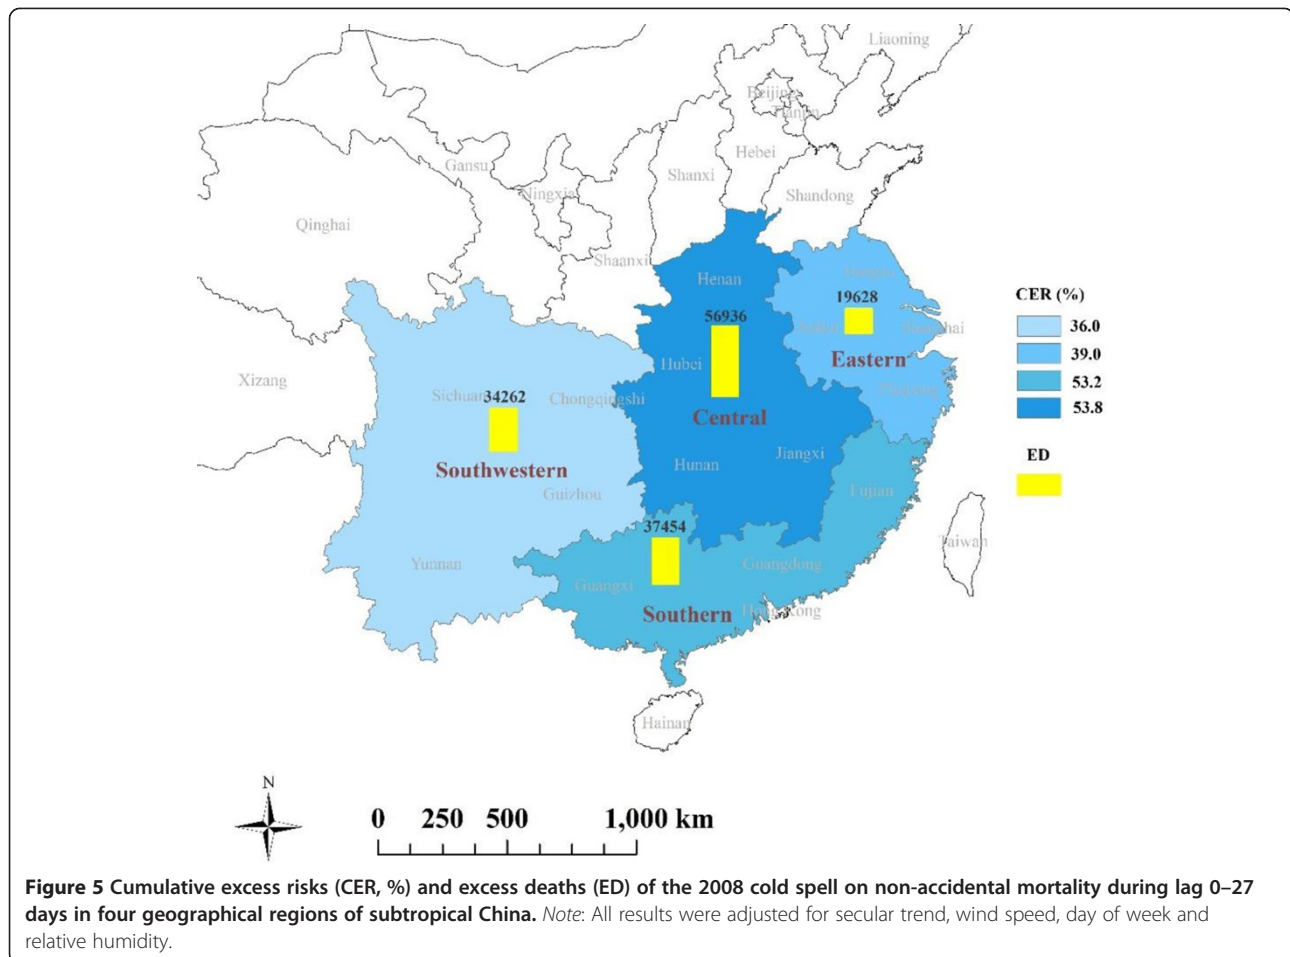 Liaoning
Beijing
Tianjin
Hebei
Gansu
Shanxi
Ningxia
Shandong
Qinghai
Shaanxi
Henan
Jiangsu
CER (%)
19628
56936
36.0
Anhui
Shanghai
39.0
Eastern
Hubei
Xizang
53.2
Zhejiang
Sichuan
34262
Chongqingshi
53.8
Central
Jiangxi
ED
Hunan
Southwestern
Guizhou
Fujian
37454
Taiwan
Yunnan
Guangdong
Guangxi
Southern
Hong Kong
Hainan
N
0 250 500 1,000 km
Figure 5 Cumulative excess risks (CER, %) and excess deaths (ED) of the 2008 cold spell on non-accidental mortality during lag 0–27
days in four geographical regions of subtropical China. Note: All results were adjusted for secular trend, wind speed, day of week and
relative humidity.